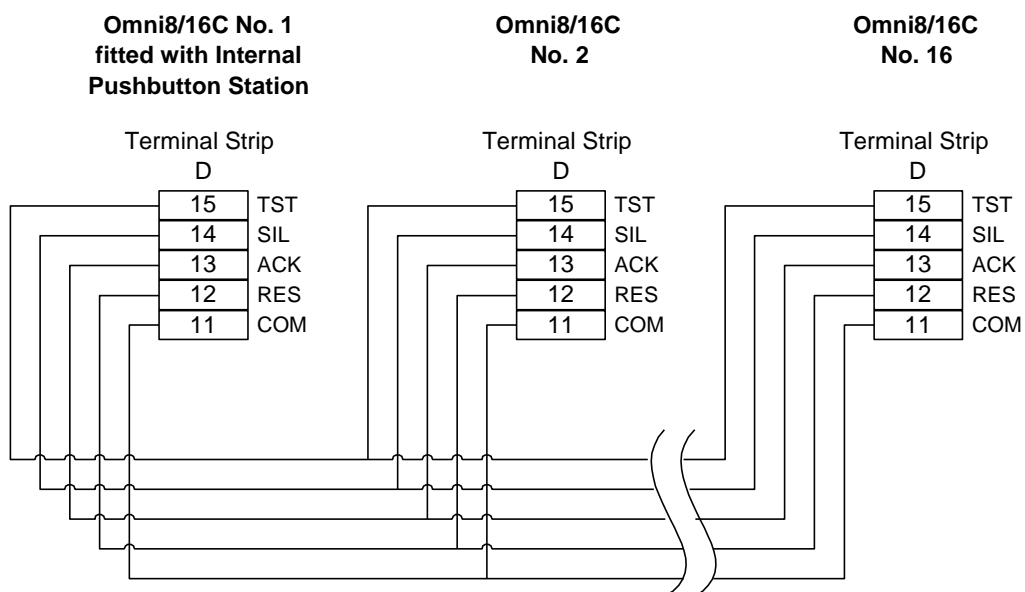 Omni8/16C No. 1
fitted with Internal
Pushbutton Station
Omni8/16C
No. 2
Omni8/16C
No. 16
Terminal Strip
D
15 TST
14 SIL
13 ACK
12 RES
11 COM
Terminal Strip
D
15 TST
14 SIL
13 ACK
12 RES
11 COM
Terminal Strip
D
15 TST
14 SIL
13 ACK
12 RES
11 COM